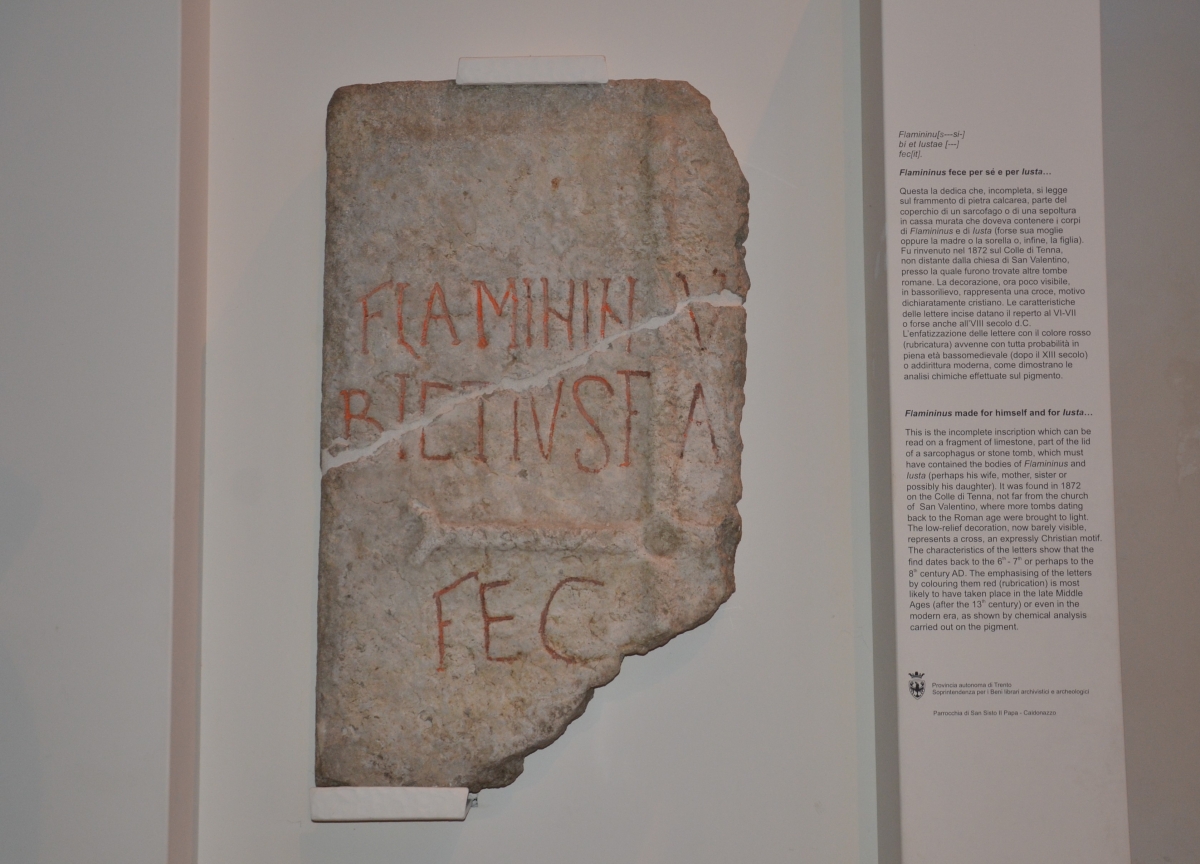 FLAMININ V
BIETIVSF A
FEC
Flamininu[s—si-]
bi et Iustae [---]
fec[it].
Flamininus fece per sé e per Iusta...
Questa la dedica che, incompleta, si legge
sul frammento di pietra calcarea, parte del
coperchio di un sarcofago o di una sepoltura
in cassa murata che doveva contenere i corpi
di Flamininus e di Iusta (forse sua moglie
oppure la madre o la sorella o, infine, la figlia).
Fu rinvenuto nel 1872 sul Colle di Tenna,
non distante dalla chiesa di San Valentino,
presso la quale furono trovate altre tombe
romane. La decorazione, ora poco visibile,
in bassorilievo, rappresenta una croce, motivo
dichiaratamente cristiano. Le caratteristiche
delle lettere incise datano il reperto al VI-VII
o forse anche all'VIII secolo d.C.
L'enfatizzazione delle lettere con il colore rosso
(rubricatura) avvenne con tutta probabilità in
piena età bassomedievale (dopo il XIII secolo)
o addirittura moderna, come dimostrano le
analisi chimiche effettuate sul pigmento.
Flamininus made for himself and for Iusta...
This is the incomplete inscription which can be
read on a fragment of limestone, part of the lid
of a sarcophagus or stone tomb, which must
have contained the bodies of Flamininus and
Iusta (perhaps his wife, mother, sister or
possibly his daughter). It was found in 1872
on the Colle di Tenna, not far from the church
of San Valentino, where more tombs dating
back to the Roman age were brought to light.
The low-relief decoration, now barely visible,
represents a cross, an expressly Christian motif.
The characteristics of the letters show that the
find dates back to the 6th - 7th or perhaps to the
8th century AD. The emphasising of the letters
by colouring them red (rubrication) is most
likely to have taken place in the late Middle
Ages (after the 13th century) or even in the
modern era, as shown by chemical analysis
carried out on the pigment.
Provincia autonoma di Trento
Soprintendenza per i Beni librari archivistici e archeologici
Parrocchia di San Sisto II Papa - Caldonazzo